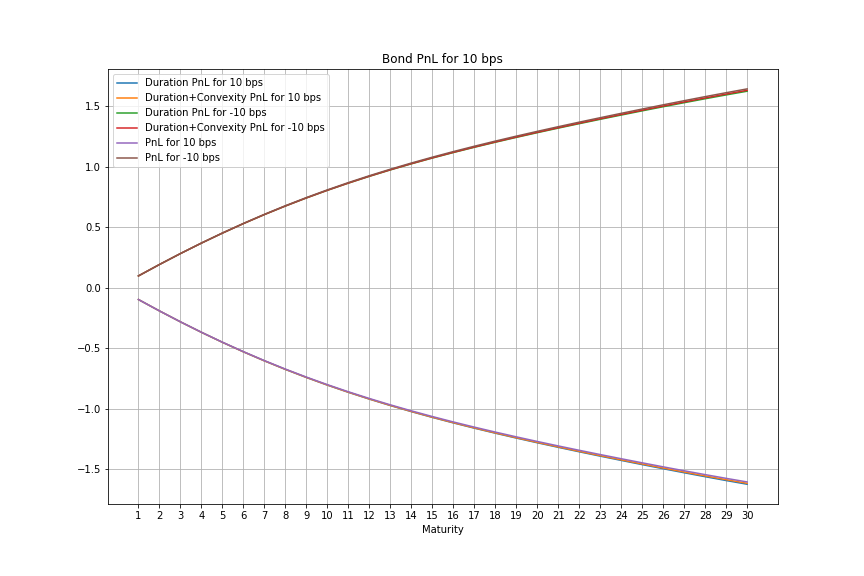 Bond PnL for 10 bps
Duration PnL for 10 bps
Duration+Convexity PnL for 10 bps
Duration PnL for -10 bps
Duration+Convexity PnL for -10 bps
PnL for 10 bps
PnL for -10 bps
1.5
1.0
0.5
0.0
−0.5
−1.0
−1.5
1 2 3 4 5 6 7 8 9 10 11 12 13 14 15 16 17 18 19 20 21 22 23 24 25 26 27 28 29 30
Maturity